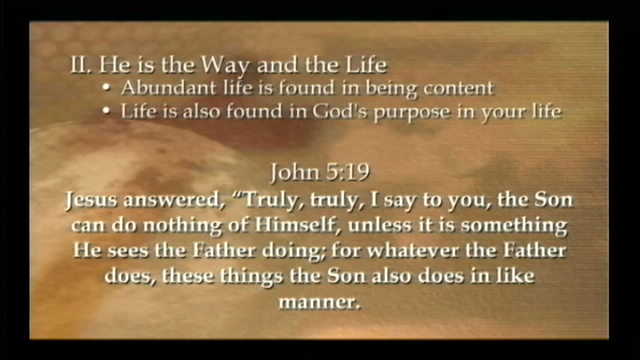 II. He is the Way and the Life
• Abundant life is found in being content
• Life is also found in God's purpose in your life
John 5:19
Jesus answered, “Truly, truly, I say to you, the Son
can do nothing of Himself, unless it is something
He sees the Father doing; for whatever the Father
does, these things the Son also does in like
manner.